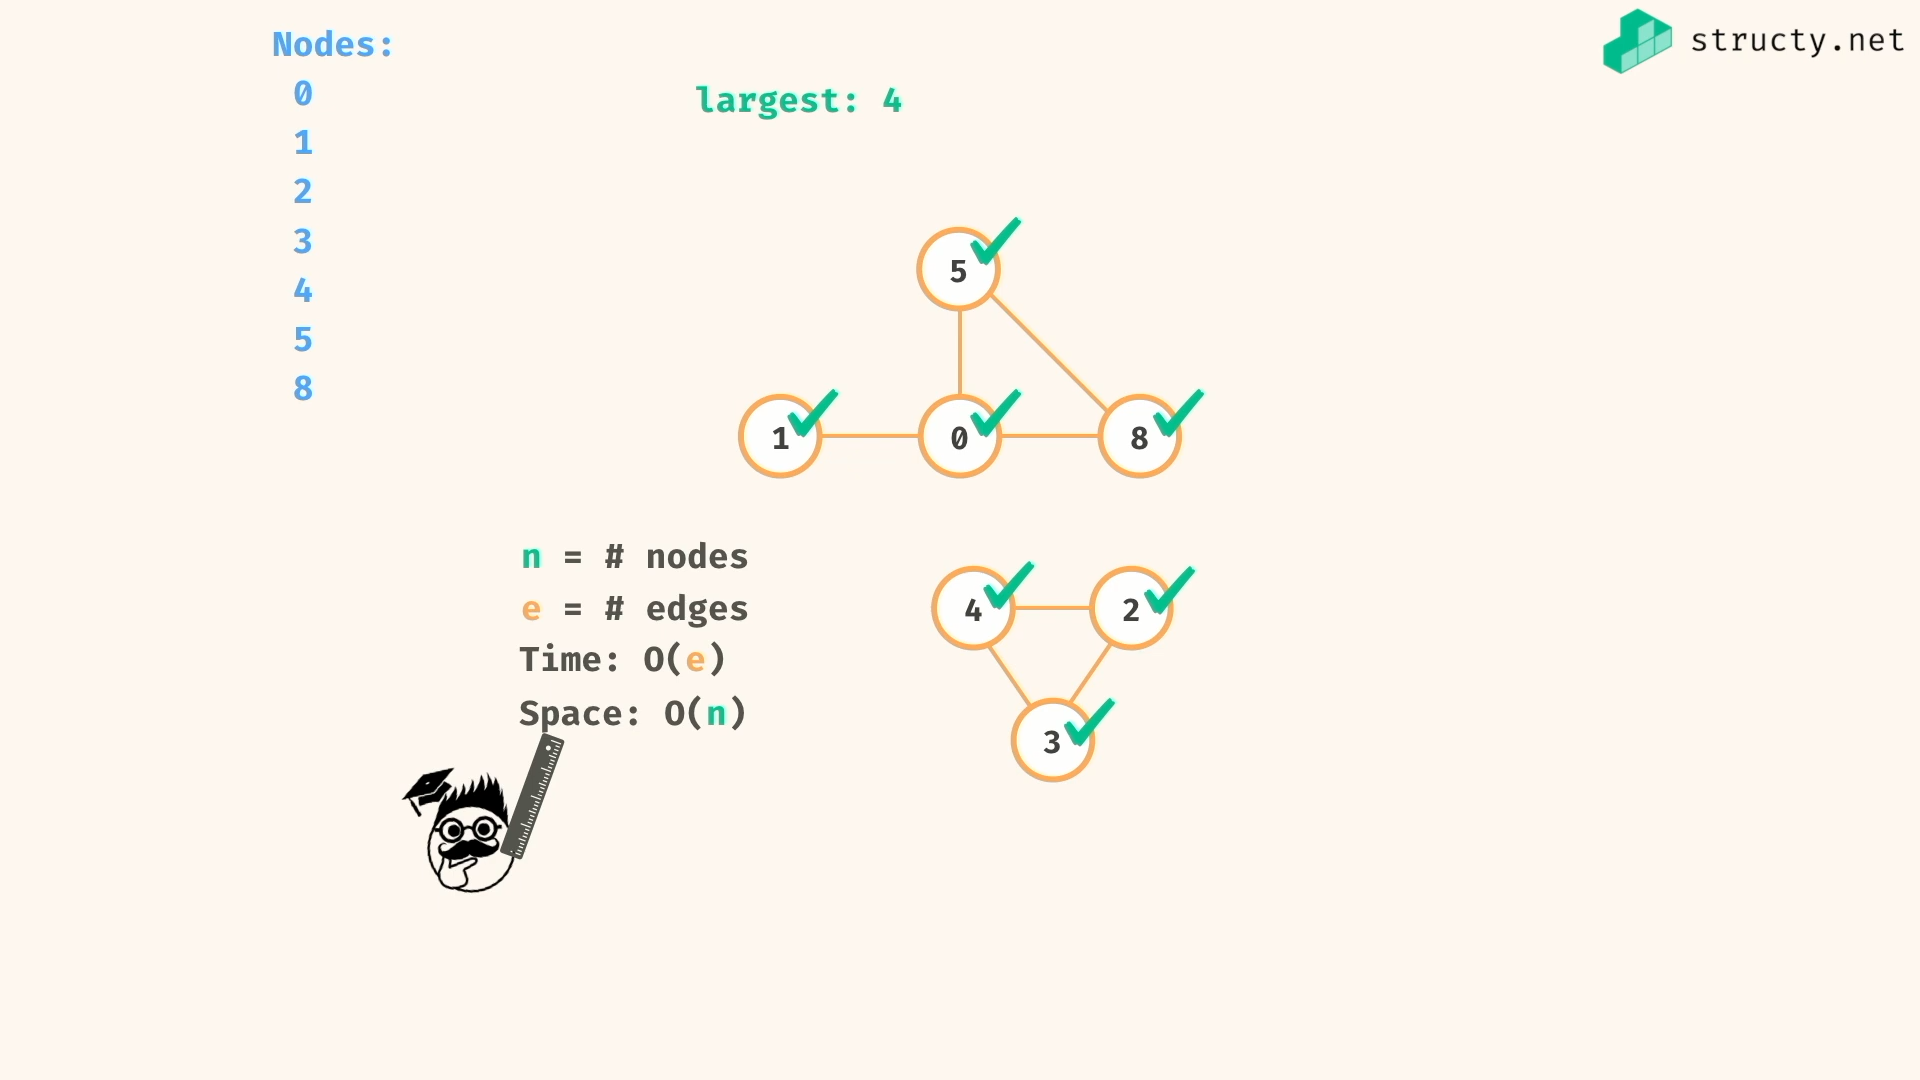 Nodes:
0
1
2
3
4
5
8
largest: 4
structy.net
5
1 0 8
n = # nodes
e = # edges
Time: O(e)
Space: O(n)
4 2
3